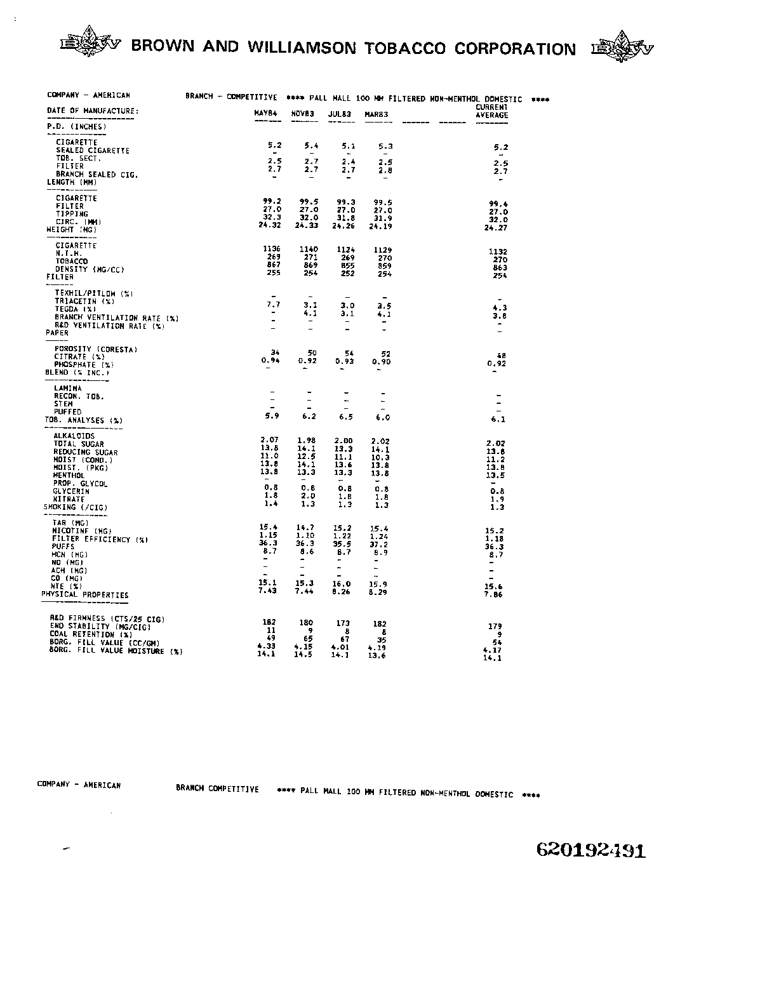 BROWN AND WILLIAMSON TOBACCO CORPORATION
COMPANY - AMERICAN BRANCH - COMPETITIVE **** PALL MALL 100 MM FILTERED NON-MENTHOL DOMESTIC ****
DATE OF MANUFACTURE: MAY84 NOV83 JUL83 MAR83 CURRENT AVERAGE
P.D. (INCHES)
CIGARETTE 5.2 5.4 5.1 5.3 5.2
SEALED CIGARETTE - - - - -
TOB. SECT. 2.5 2.7 2.4 2.5 2.5
FILTER 2.7 2.7 2.7 2.8 2.7
BRANCH SEALED CIG. - - - - -
LENGTH (MM)
CIGARETTE 99.2 99.5 99.3 99.5 99.4
FILTER 27.0 27.0 27.0 27.0 27.0
TIPPING 32.3 32.0 31.8 31.9 32.0
CIRC. (MM) 24.32 24.33 24.26 24.19 24.27
WEIGHT (MG)
CIGARETTE 1136 1140 1124 1129 1132
N.T.M. 269 271 269 270 270
TOBACCO 867 869 855 859 863
DENSITY (MG/CC) 255 254 252 254 254
FILTER
TEXHIL/PITLOW (%) - - - - -
TRIACETIN (%) 7.7 3.1 3.0 3.5 4.3
TEGDA (%) - 4.1 3.1 4.1 3.8
BRANCH VENTILATION RATE (%) - - - - -
R&D VENTILATION RATE (%) - - - - -
PAPER
POROSITY (CORESTA) 34 50 54 52 48
CITRATE (%) 0.94 0.92 0.93 0.90 0.92
PHOSPHATE (%) - - - - -
BLEND (% INC.)
LAMINA - - - - -
RECON. TOB. - - - - -
STEM - - - - -
PUFFED - - - - -
TOB. ANALYSES (%) 5.9 6.2 6.5 6.0 6.1
ALKALOIDS 2.07 1.98 2.00 2.02 2.02
TOTAL SUGAR 13.8 14.1 13.3 14.1 13.8
REDUCING SUGAR 11.0 12.5 11.1 10.3 11.2
MOIST (COND.) 13.8 14.1 13.6 13.8 13.8
MOIST. (PKG) 13.8 13.3 13.3 13.8 13.5
MENTHOL - - - - -
PROP. GLYCOL 0.8 0.8 0.8 0.8 0.8
GLYCERIN 1.8 2.0 1.8 1.8 1.9
NITRATE 1.4 1.3 1.3 1.3 1.3
SMOKING (/CIG)
TAR (MG) 15.4 14.7 15.2 15.4 15.2
NICOTINE (MG) 1.15 1.10 1.22 1.24 1.18
FILTER EFFICIENCY (%) 36.3 36.3 35.5 37.2 36.3
PUFFS 8.7 8.6 8.7 8.9 8.7
HCN (MG) - - - - -
NO (MG) - - - - -
ACH (MG) - - - - -
CO (MG) 15.1 15.3 16.0 15.9 15.6
NTE (%) 7.43 7.44 8.26 8.29 7.86
PHYSICAL PROPERTIES
R&D FIRMNESS (CTS/25 CIG) 182 180 173 182 179
END STABILITY (MG/CIG) 11 9 8 8 9
COAL RETENTION (%) 49 65 67 35 54
BORG. FILL VALUE (CC/GM) 4.33 4.15 4.01 4.19 4.17
BORG. FILL VALUE MOISTURE (%) 14.1 14.5 14.1 13.6 14.1
COMPANY - AMERICAN BRANCH COMPETITIVE **** PALL MALL 100 MM FILTERED NON-MENTHOL DOMESTIC ****
620192491